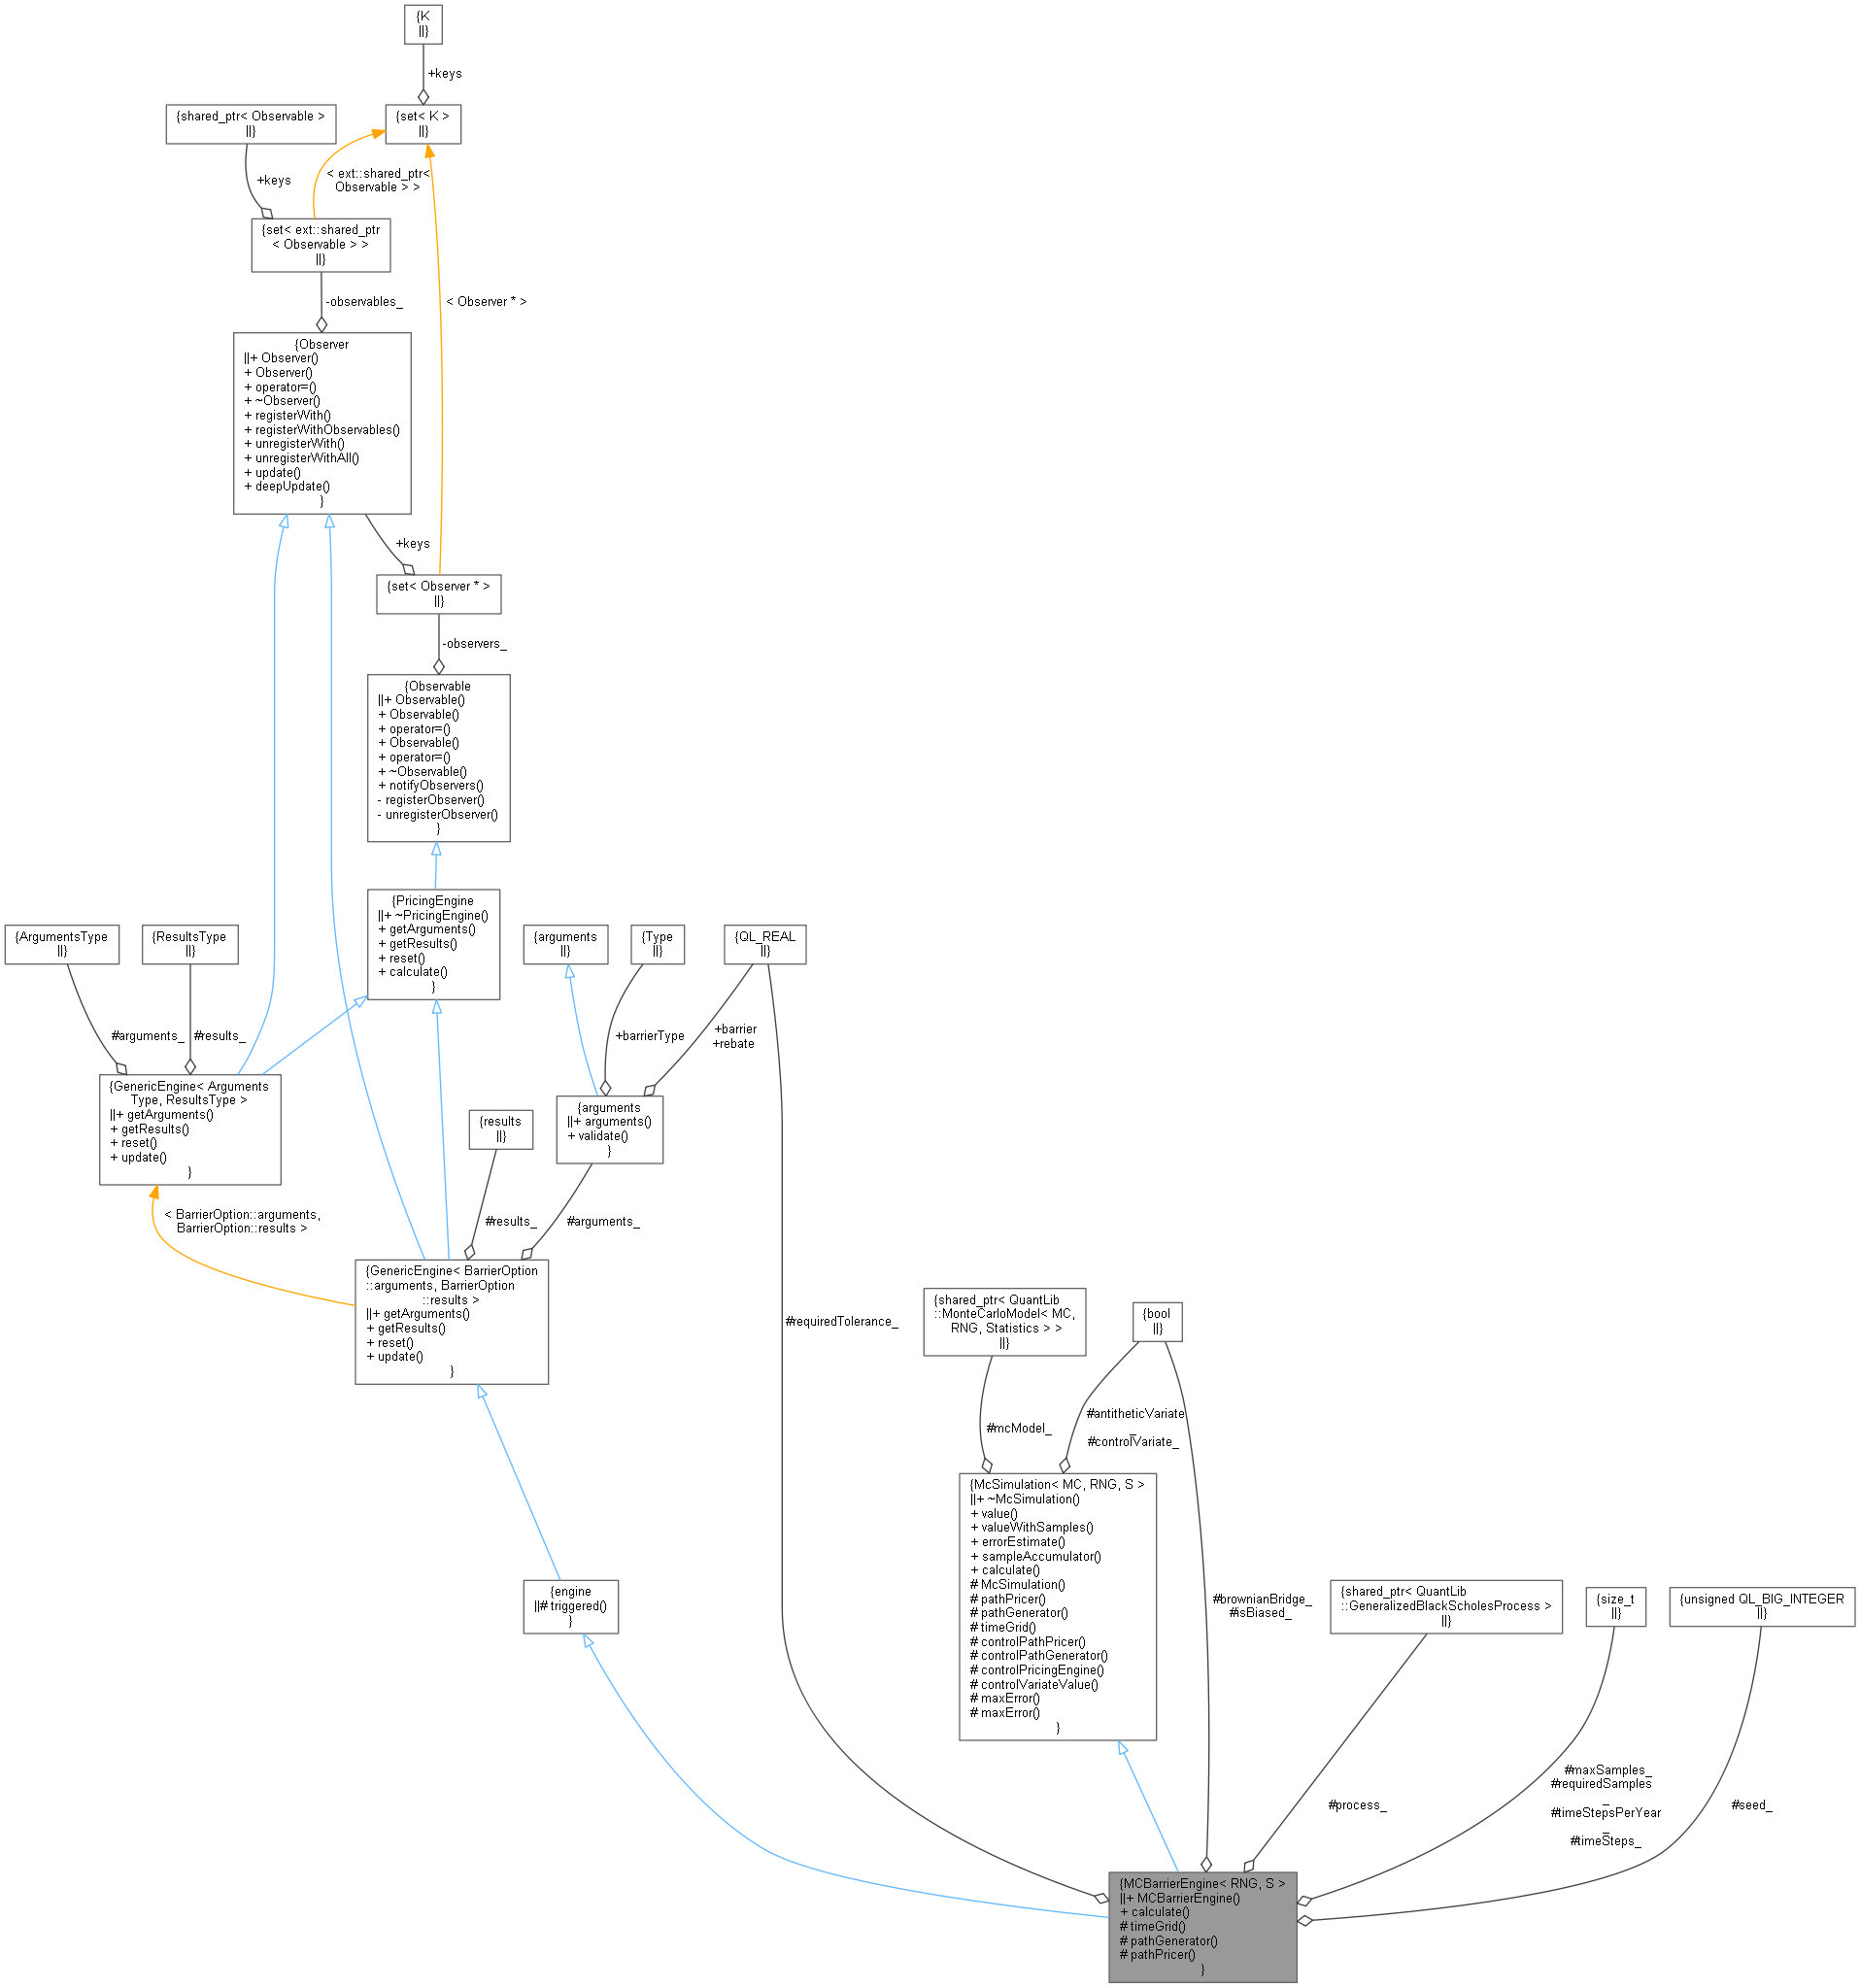 {K
||}
+keys
{shared_ptr< Observable >
||}
{set< K >
||}
+keys
< ext::shared_ptr<
Observable > >
{set< ext::shared_ptr
< Observable > >
||}
-observables_
< Observer * >
{Observer
||+ Observer()
+ Observer()
+ operator=()
+ ~Observer()
+ registerWith()
+ registerWithObservables()
+ unregisterWith()
+ unregisterWithAll()
+ update()
+ deepUpdate()
}
+keys
{set< Observer * >
||}
-observers_
{Observable
||+ Observable()
+ Observable()
+ operator=()
+ Observable()
+ operator=()
+ ~Observable()
+ notifyObservers()
- registerObserver()
- unregisterObserver()
}
{PricingEngine
||+ ~PricingEngine()
+ getArguments()
+ getResults()
+ reset()
+ calculate()
}
{ArgumentsType
||}
{ResultsType
||}
{arguments
||}
{Type
||}
{QL_REAL
||}
#arguments_
#results_
+barrierType
+barrier
+rebate
{GenericEngine< Arguments
Type, ResultsType >
||+ getArguments()
+ getResults()
+ reset()
+ update()
}
{results
||}
{arguments
||+ arguments()
+ validate()
}
< BarrierOption::arguments,
BarrierOption::results >
#results_
#arguments_
{GenericEngine< BarrierOption
::arguments, BarrierOption
::results >
||+ getArguments()
+ getResults()
+ reset()
+ update()
}
#requiredTolerance_
{shared_ptr< QuantLib
::MonteCarloModel< MC,
RNG, Statistics > >
||}
{bool
||}
#mcModel_
#antitheticVariate
_
#controlVariate_
{McSimulation< MC, RNG, S >
||+ ~McSimulation()
+ value()
+ valueWithSamples()
+ errorEstimate()
+ sampleAccumulator()
+ calculate()
# McSimulation()
# pathPricer()
# pathGenerator()
# timeGrid()
# controlPathPricer()
# controlPathGenerator()
# controlPricingEngine()
# controlVariateValue()
# maxError()
# maxError()
}
{engine
||# triggered()
}
#brownianBridge_
#isBiased_
{shared_ptr< QuantLib
::GeneralizedBlackScholesProcess >
||}
{size_t
||}
{unsigned QL_BIG_INTEGER
||}
#process_
#maxSamples_
#requiredSamples
_
#timeStepsPerYear
_
#timeSteps_
#seed_
{MCBarrierEngine< RNG, S >
||+ MCBarrierEngine()
+ calculate()
# timeGrid()
# pathGenerator()
# pathPricer()
}